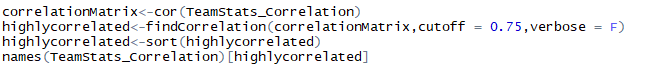 correlationMatrix<-cor(TeamStats_Correlation)
highlycorrelated<-findCorrelation(correlationMatrix,cutoff = 0.75,verbose = F)
highlycorrelated<-sort(highlycorrelated)
names(TeamStats_Correlation)[highlycorrelated]